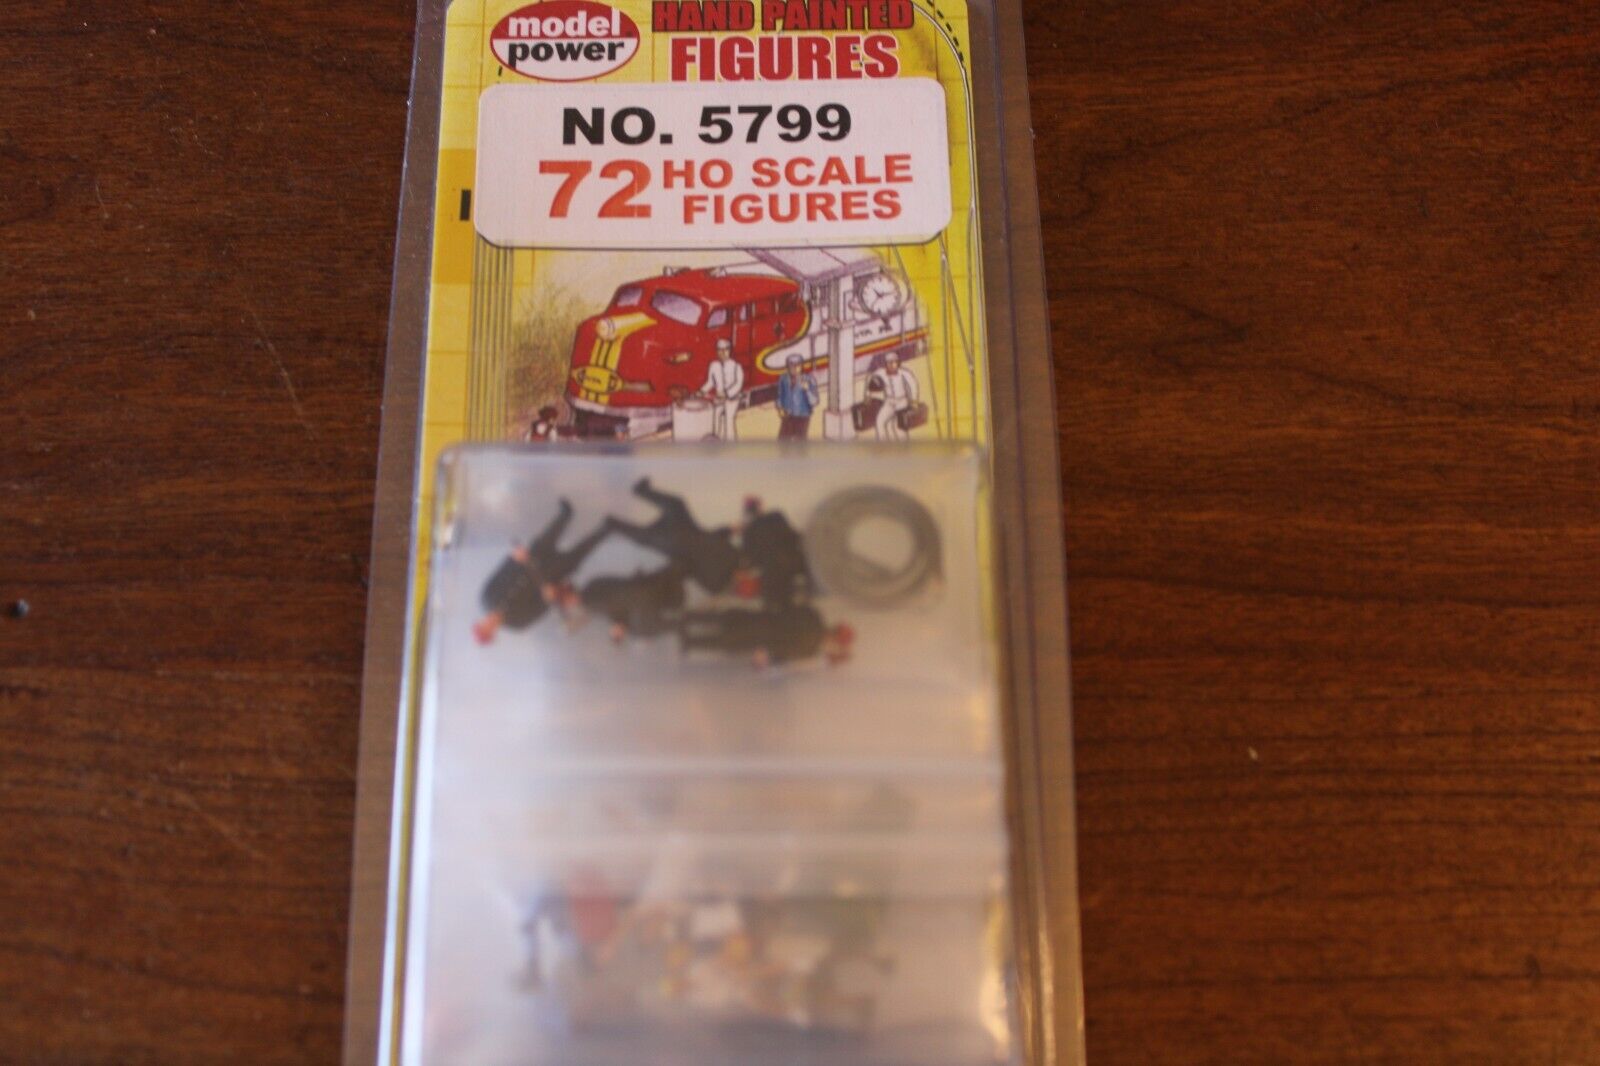 model
power
HAND PAINTED
FIGURES
NO. 5799
72 HO SCALE
FIGURES